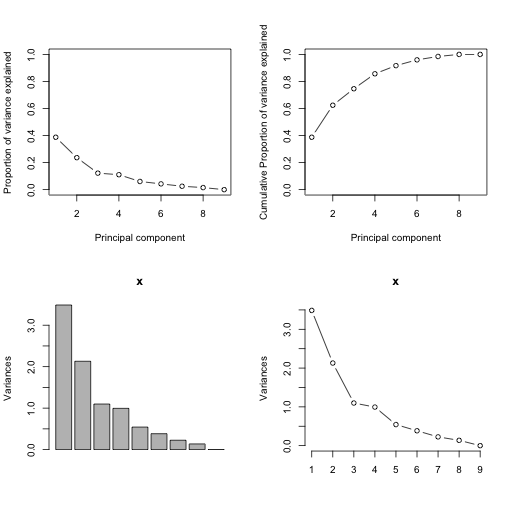 Proportion of variance explained
1.0
0.8
0.6
0.4
0.2
0.0
2 4 6 8
Principal component
Cumulative Proportion of variance explained
1.0
0.8
0.6
0.4
0.2
0.0
2 4 6 8
Principal component
x
Variances
3.0
2.0
1.0
0.0
x
Variances
3.0
2.0
1.0
0.0
1 2 3 4 5 6 7 8 9